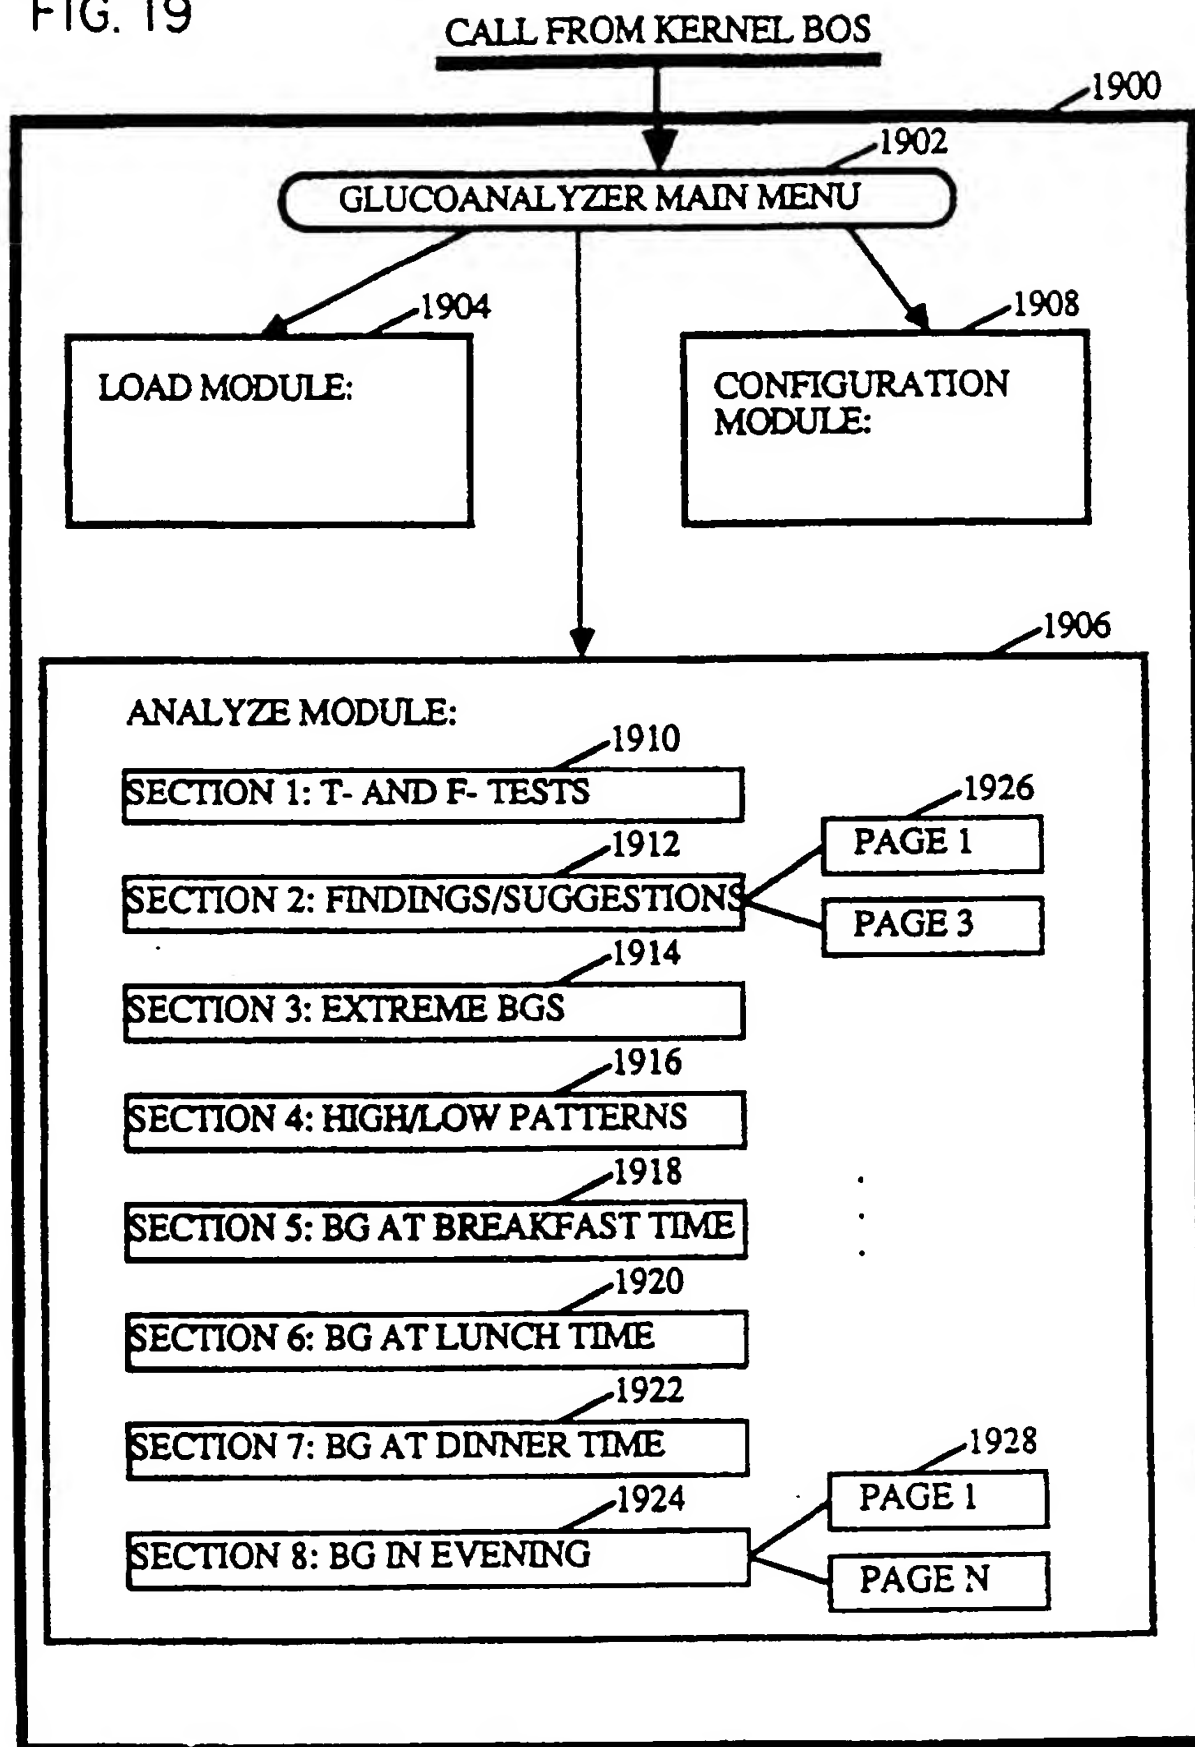 FIG. 19
CALL FROM KERNEL BOS
1900
1902
GLUCOANALYZER MAIN MENU
1904
1908
LOAD MODULE:
CONFIGURATION
MODULE:
1906
ANALYZE MODULE:
1910
SECTION 1: T- AND F- TESTS
1926
PAGE 1
1912
SECTION 2: FINDINGS/SUGGESTIONS
PAGE 3
1914
SECTION 3: EXTREME BGS
1916
SECTION 4: HIGH/LOW PATTERNS
1918
SECTION 5: BG AT BREAKFAST TIME
1920
SECTION 6: BG AT LUNCH TIME
1922
SECTION 7: BG AT DINNER TIME
1928
PAGE 1
1924
SECTION 8: BG IN EVENING
PAGE N